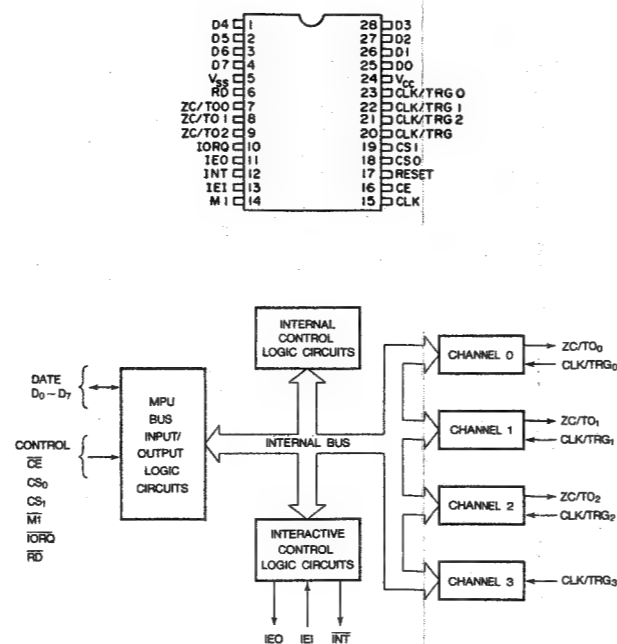 D4 1 28 D3
D5 2 27 D2
D6 3 26 D1
D7 4 25 D0
VSS 5 24 VCC
RD 6 23 CLK/TRG0
ZC/TO0 7 22 CLK/TRG1
ZC/TO1 8 21 CLK/TRG2
ZC/TO2 9 20 CLK/TRG
IORQ 10 19 CS1
IEO 11 18 CS0
INT 12 17 RESET
IEI 13 16 CE
M1 14 15 CLK
INTERNAL
CONTROL
LOGIC CIRCUITS
DATE
D0 ~ D7
CONTROL
CE
CS0
CS1
M1
IORQ
RD
MPU
BUS
INPUT/
OUTPUT
LOGIC
CIRCUITS
INTERNAL BUS
INTERACTIVE
CONTROL
LOGIC CIRCUITS
IEO IEI INT
CHANNEL 0
ZC/TO0
CLK/TRG0
CHANNEL 1
ZC/TO1
CLK/TRG1
CHANNEL 2
ZC/TO2
CLK/TRG2
CHANNEL 3
CLK/TRG3